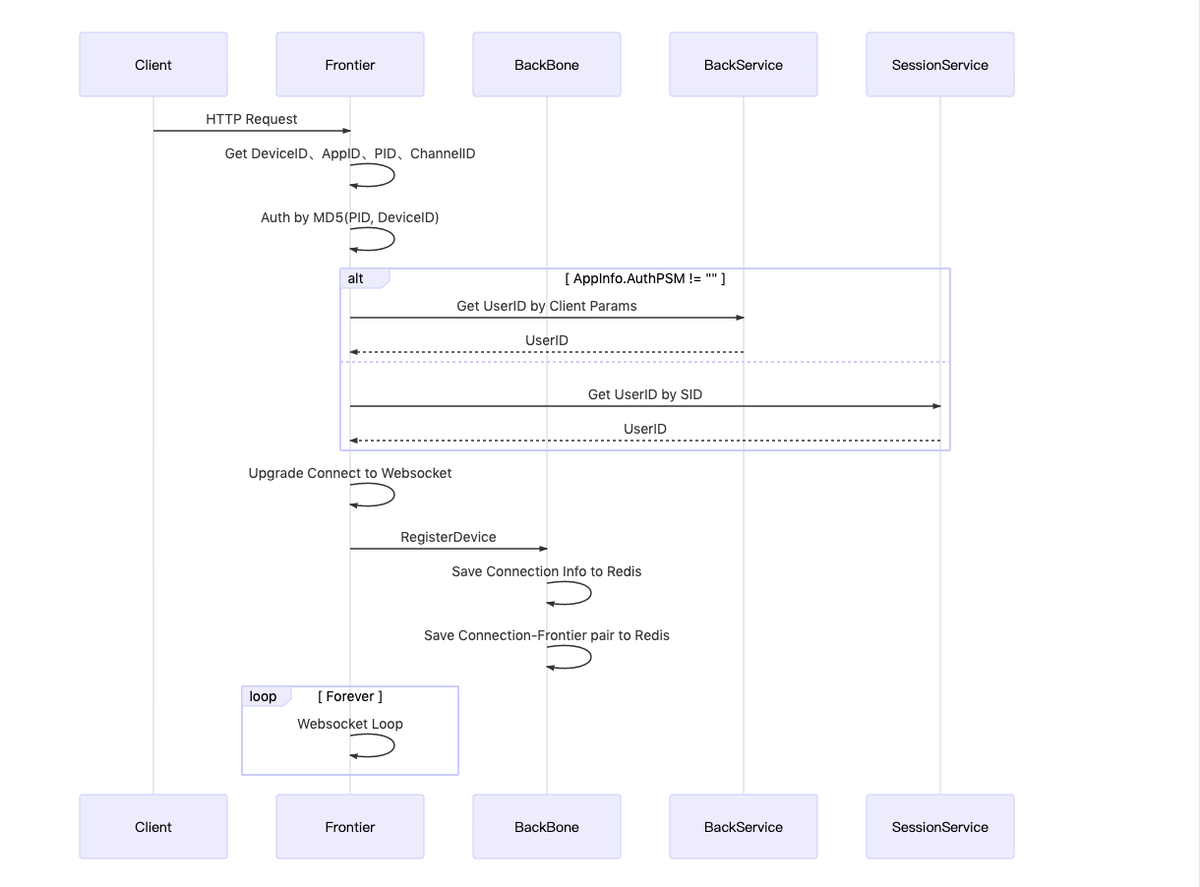 Client
Frontier
BackBone
BackService
SessionService
HTTP Request
Get DeviceID、AppID、PID、ChannelID
Auth by MD5(PID, DeviceID)
alt
[ AppInfo.AuthPSM != "" ]
Get UserID by Client Params
UserID
Get UserID by SID
UserID
Upgrade Connect to Websocket
RegisterDevice
Save Connection Info to Redis
Save Connection-Frontier pair to Redis
loop
[ Forever ]
Websocket Loop
Client
Frontier
BackBone
BackService
SessionService